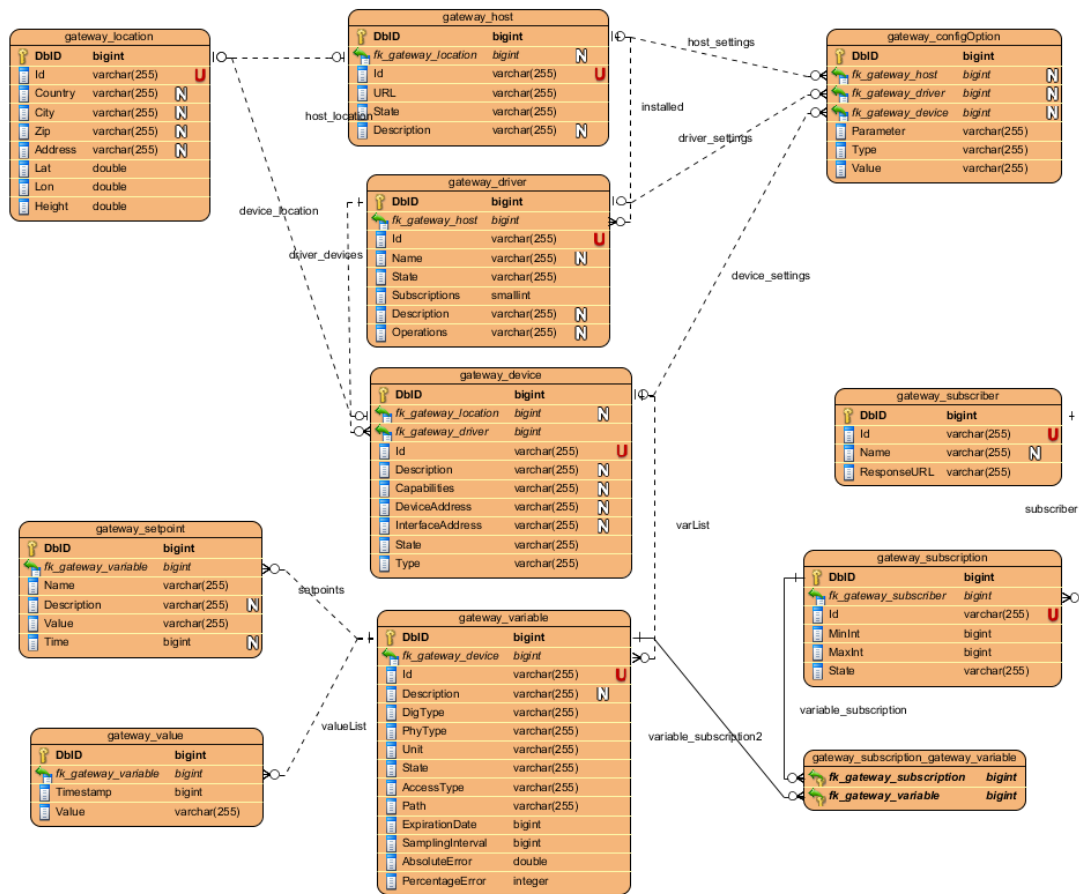 gateway_location
DbID bigint
Id varchar(255) U
Country varchar(255) N
City varchar(255) N
Zip varchar(255) N
Address varchar(255) N
Lat double
Lon double
Height double
gateway_host
DbID bigint
fk_gateway_location bigint N
Id varchar(255) U
URL varchar(255)
State varchar(255)
Description varchar(255) N
gateway_configOption
DbID bigint
fk_gateway_host bigint N
fk_gateway_driver bigint N
fk_gateway_device bigint N
Parameter varchar(255)
Type varchar(255)
Value varchar(255)
host_settings
installed
host_location
driver_settings
gateway_driver
DbID bigint
fk_gateway_host bigint
Id varchar(255) U
Name varchar(255) N
State varchar(255)
Subscriptions smallint
Description varchar(255) N
Operations varchar(255) N
device_location
driver_devices
device_settings
gateway_device
DbID bigint
fk_gateway_location bigint N
fk_gateway_driver bigint
Id varchar(255) U
Description varchar(255) N
Capabilities varchar(255) N
DeviceAddress varchar(255) N
InterfaceAddress varchar(255) N
State varchar(255)
Type varchar(255)
gateway_subscriber
DbID bigint
Id varchar(255) U
Name varchar(255) N
ResponseURL varchar(255)
subscriber
varList
gateway_setpoint
DbID bigint
fk_gateway_variable bigint
Name varchar(255)
Description varchar(255) N
Value varchar(255)
Time bigint N
setpoints
gateway_subscription
DbID bigint
fk_gateway_subscriber bigint
Id varchar(255) U
MinInt bigint
MaxInt bigint
State varchar(255)
gateway_variable
DbID bigint
fk_gateway_device bigint
Id varchar(255) U
Description varchar(255) N
DigType varchar(255)
PhyType varchar(255)
Unit varchar(255)
State varchar(255)
AccessType varchar(255)
Path varchar(255)
ExpirationDate bigint
SamplingInterval bigint
AbsoluteError double
PercentageError integer
valueList
variable_subscription
variable_subscription2
gateway_value
DbID bigint
fk_gateway_variable bigint
Timestamp bigint
Value varchar(255)
gateway_subscription_gateway_variable
fk_gateway_subscription bigint
fk_gateway_variable bigint